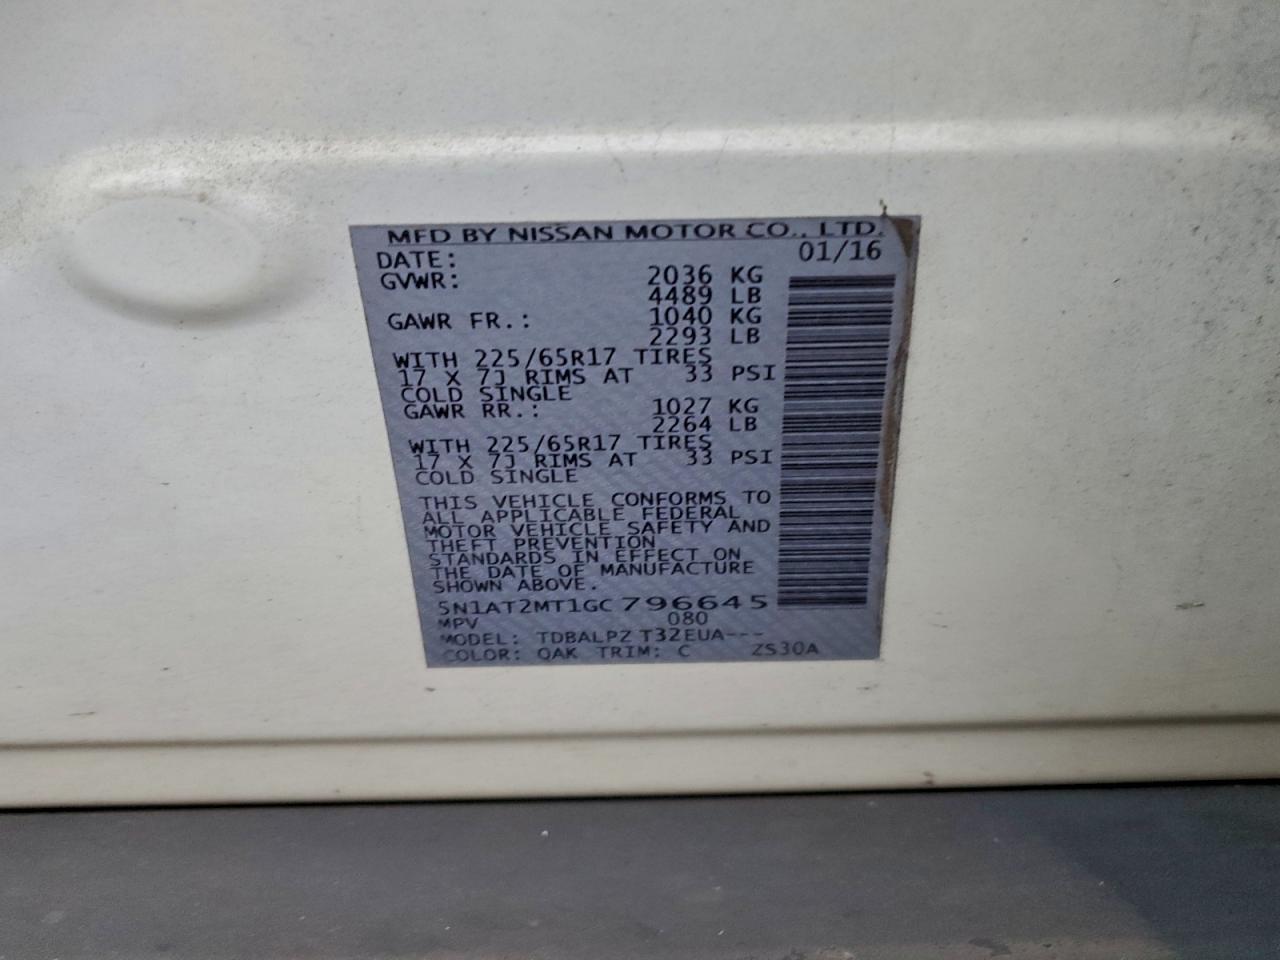 MFD BY NISSAN MOTOR CO., LTD.
DATE: 01/16
GVWR: 2036 KG
4489 LB
GAWR FR.: 1040 KG
2293 LB
WITH 225/65R17 TIRES
17 X 7J RIMS AT 33 PSI
COLD SINGLE
GAWR RR.: 1027 KG
2264 LB
WITH 225/65R17 TIRES
17 X 7J RIMS AT 33 PSI
COLD SINGLE
THIS VEHICLE CONFORMS TO
ALL APPLICABLE FEDERAL
MOTOR VEHICLE SAFETY AND
THEFT PREVENTION
STANDARDS IN EFFECT ON
THE DATE OF MANUFACTURE
SHOWN ABOVE.
5N1AT2MT1GC796645
MPV 080
MODEL: TDBALPZ T32EUA---
COLOR: QAK TRIM: C ZS30A